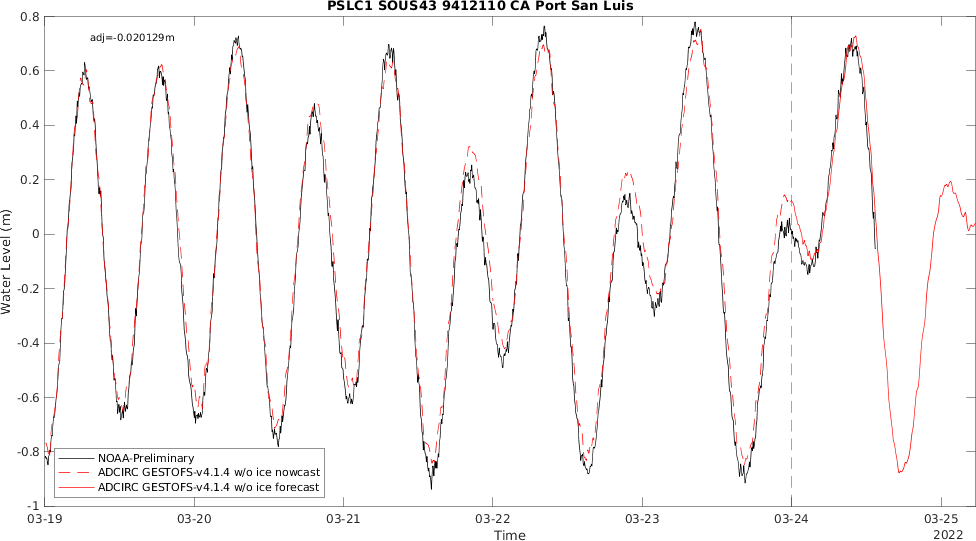 PSLC1 SOUS43 9412110 CA Port San Luis
adj=-0.020129m
0.8
0.6
0.4
0.2
0
-0.2
-0.4
-0.6
-0.8
-1
Water Level (m)
NOAA-Preliminary
ADCIRC GESTOFS-v4.1.4 w/o ice nowcast
ADCIRC GESTOFS-v4.1.4 w/o ice forecast
03-19 03-20 03-21 03-22 03-23 03-24 03-25
Time
2022